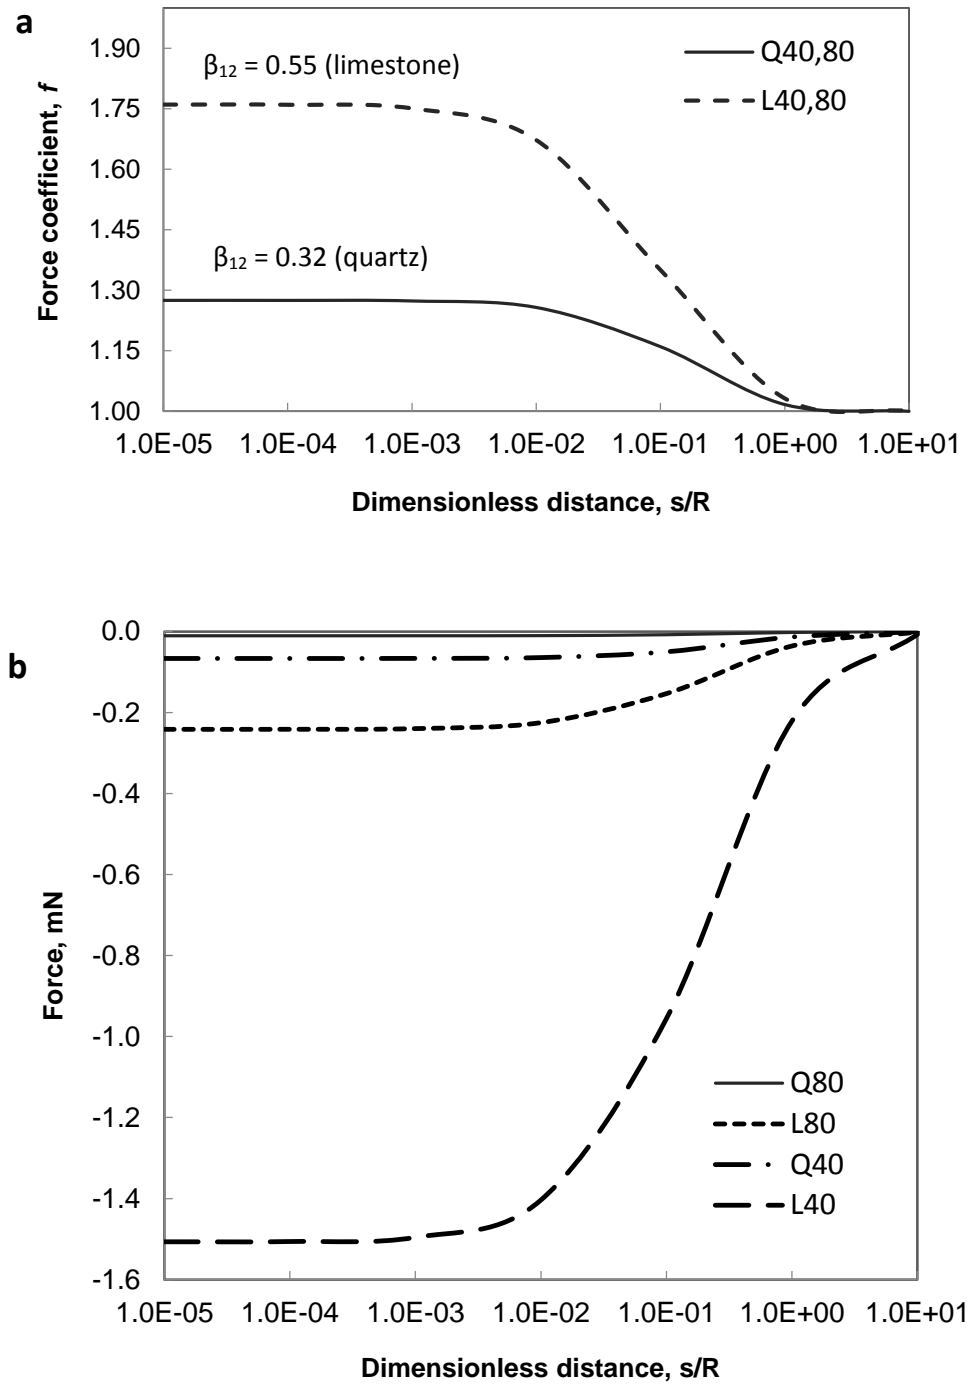 a
1.90
1.75
1.60
1.45
1.30
1.15
1.00
Force coefficient, f
β12 = 0.55 (limestone)
β12 = 0.32 (quartz)
Q40,80
L40,80
1.0E-05 1.0E-04 1.0E-03 1.0E-02 1.0E-01 1.0E+00 1.0E+01
Dimensionless distance, s/R
b
0.0
-0.2
-0.4
-0.6
-0.8
-1.0
-1.2
-1.4
-1.6
Force, mN
Q80
L80
Q40
L40
1.0E-05 1.0E-04 1.0E-03 1.0E-02 1.0E-01 1.0E+00 1.0E+01
Dimensionless distance, s/R